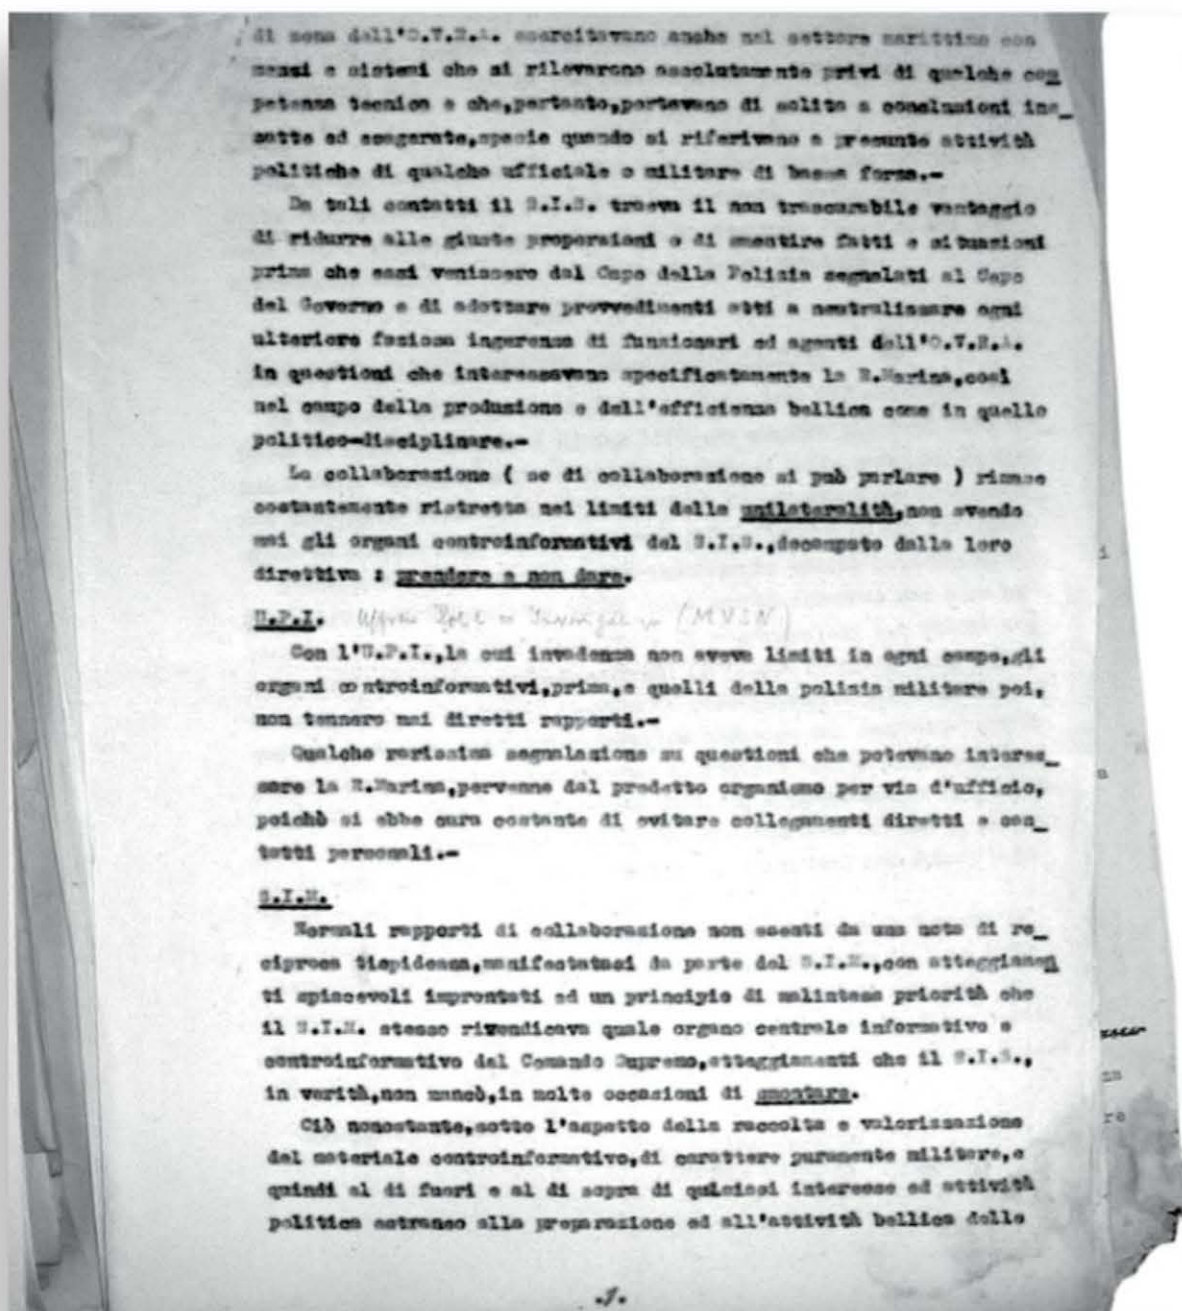 di zona dell'O.V.R.A. esercitavano anche nel settore marittimo con
mezzi e sistemi che si rilevarono assolutamente privi di qualche com
petenza tecnica e che,pertanto,portavano di solito a conclusioni ine_
satte ed esagerate,specie quando si riferivano a presunte attività
politiche di qualche ufficiale o militare di bassa forza.-
Da tali contatti il S.I.S. traeva il non trascurabile vantaggio
di ridurre alle giuste proporzioni o di smentire fatti e situazioni
prima che essi venissero dal Capo della Polizia segnalati al Capo
del Governo e di adottare provvedimenti atti a neutralizzare ogni
ulteriore faziosa ingerenza di funzionari ed agenti dell'O.V.R.A.
in questioni che interessavano specificatamente la R.Marina,così
nel campo della produzione e dell'efficienza bellica come in quello
politico-disciplinare.-
La collaborazione ( se di collaborazione si può parlare ) rimase
costantemente ristretta nei limiti della unilateralità,non avendo
mai gli organi controinformativi del S.I.S.,decampato dalla loro
direttiva : prendere e non dare.
U.P.I. (MVSN)
Con l'U.P.I.,la cui invadenza non aveva limiti in ogni campo,gli
organi controinformativi,prima,e quelli della polizia militare poi,
non tennero mai diretti rapporti.-
Qualche rarissima segnalazione su questioni che potevano interes_
sare la R.Marina,pervenne dal predetto organismo per via d'ufficio,
poichè si ebbe cura costante di evitare collegamenti diretti e con_
tatti personali.-
S.I.M.
Normali rapporti di collaborazione non esenti da una nota di re_
ciproca tiepidezza,manifestatasi da parte del S.I.M.,con atteggiamen
ti spiacevoli improntati ad un principio di malintesa priorità che
il S.I.M. stesso rivendicava quale organo centrale informativo e
controinformativo del Comando Supremo,atteggiamenti che il S.I.S.,
in verità,non mancò,in molte occasioni di smontare.
Ciò nonostante,sotto l'aspetto della raccolta e valorizzazione
del materiale controinformativo,di carattere puramente militare,e
quindi al di fuori e al di sopra di qualsiasi interesse ed attività
politica estraneo alla preparazione ed all'attività bellica delle